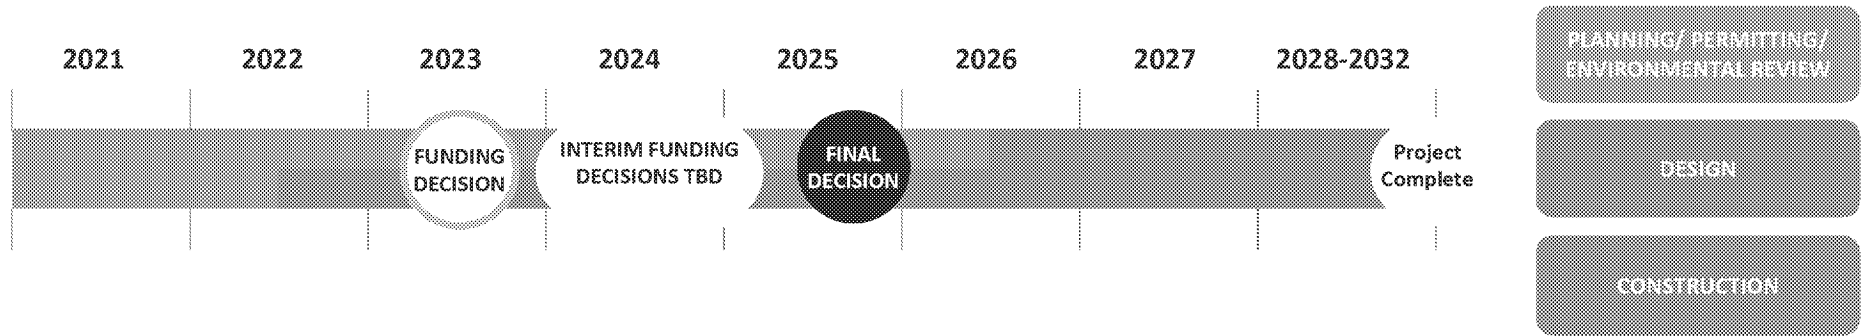 2021 2022 2023 2024 2025 2026 2027 2028-2032
FUNDING
DECISION
INTERIM FUNDING
DECISIONS TBD
FINAL
DECISION
Project
Complete
PLANNING/ PERMITTING/
ENVIRONMENTAL REVIEW
DESIGN
CONSTRUCTION